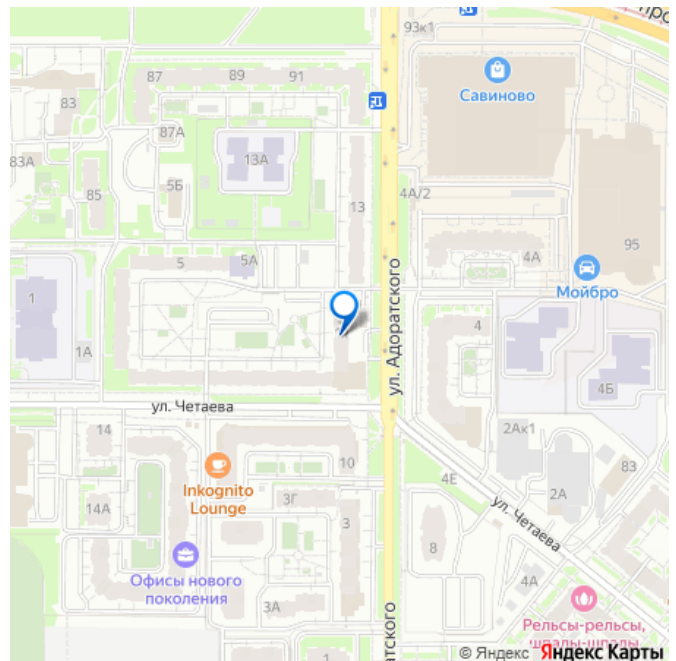 про
93к1
87
89
91
Савиново
83
87А
83А
13А
4А/2
5Б
85
13
95
5
5А
4А
Мойбро
1
ул. Адоратского
4
1А
4Б
ул. Четаева
14
2Ак1
10
83
Inkognito
Lounge
4Е
3Г
2А
14А
3
ул. Четаева
8
Офисы нового
поколения
4А
3А
Рельсы-рельсы,
шпалы-шпалы
атского
1
© Яндекс Яндекс Карты